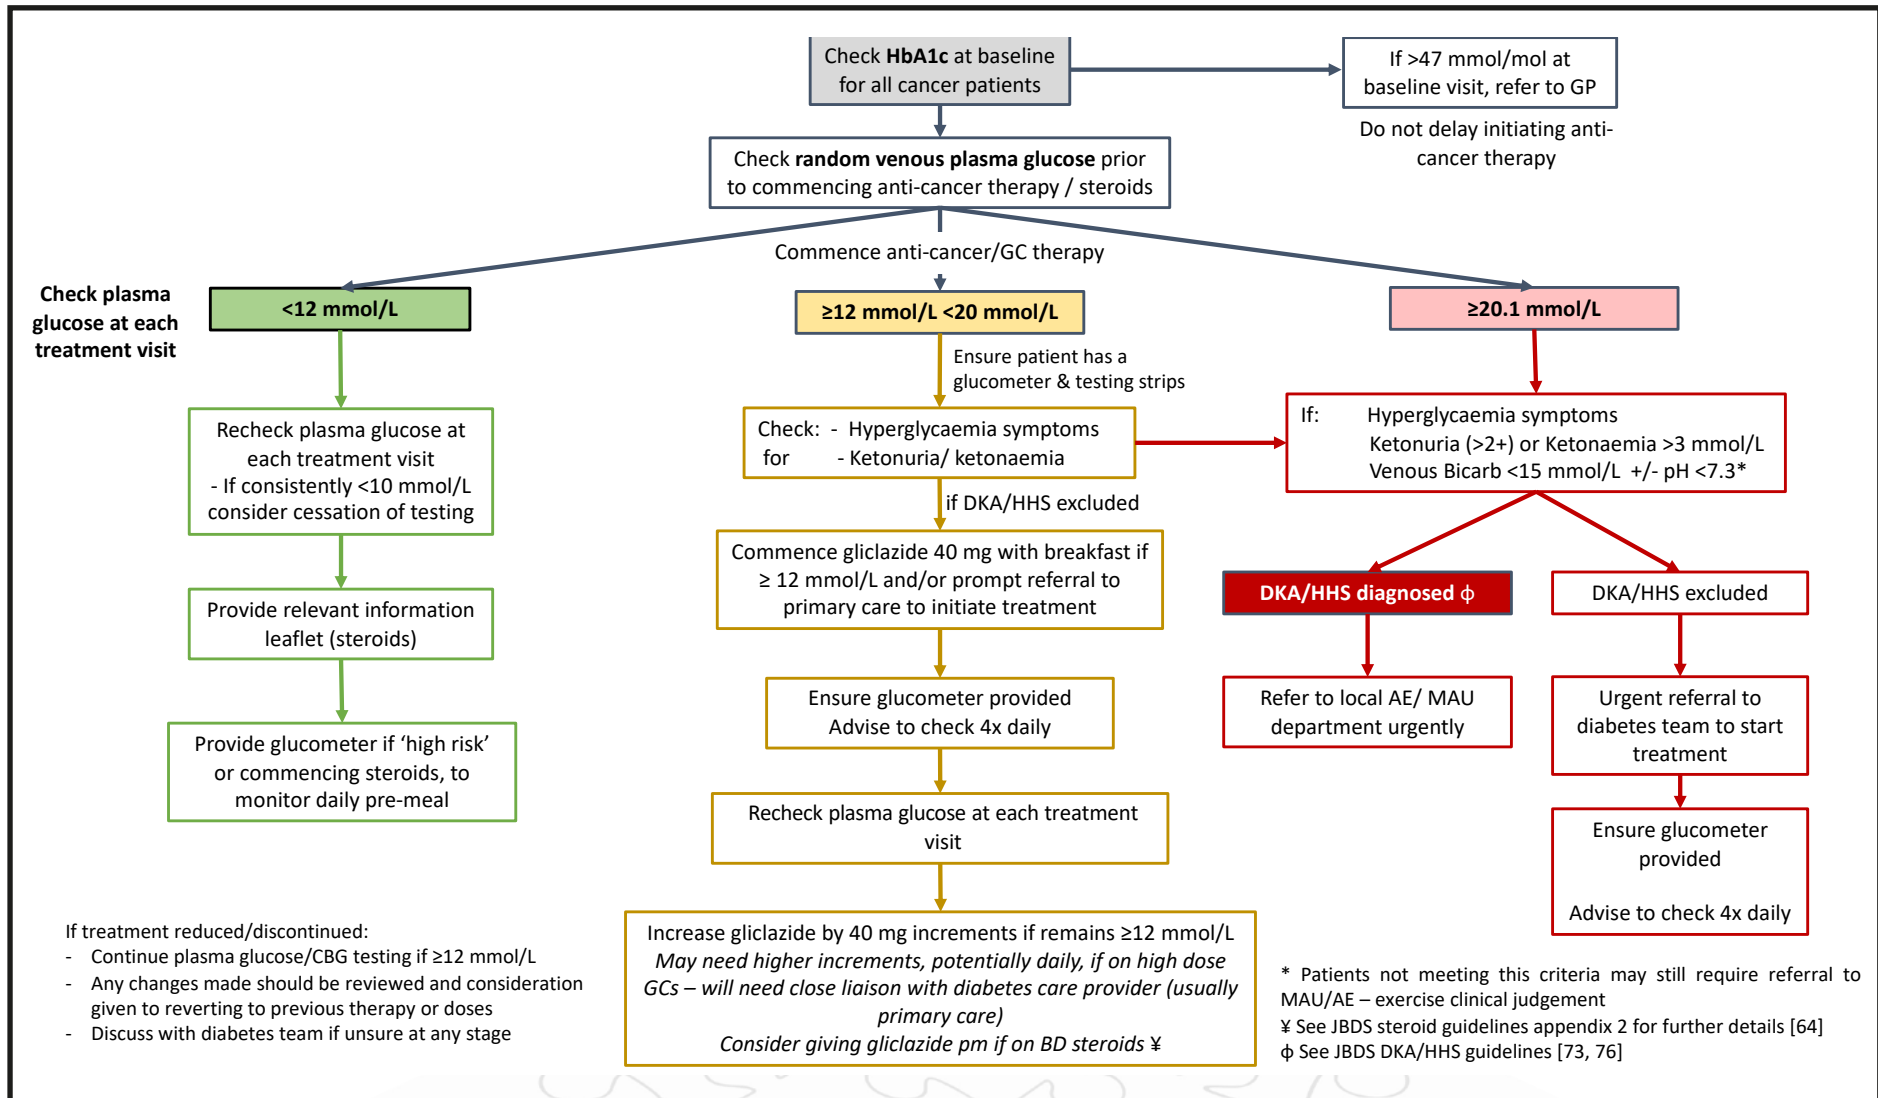 Check HbA1c at baseline
for all cancer patients
If >47 mmol/mol at
baseline visit, refer to GP
Do not delay initiating anti-
cancer therapy
Check random venous plasma glucose prior
to commencing anti-cancer therapy / steroids
Commence anti-cancer/GC therapy
Check plasma
glucose at each
treatment visit
<12 mmol/L
≥12 mmol/L <20 mmol/L
≥20.1 mmol/L
Recheck plasma glucose at
each treatment visit
- If consistently <10 mmol/L
consider cessation of testing
Provide relevant information
leaflet (steroids)
Provide glucometer if ‘high risk’
or commencing steroids, to
monitor daily pre-meal
Ensure patient has a
glucometer & testing strips
Check: - Hyperglycaemia symptoms
for - Ketonuria/ ketonaemia
if DKA/HHS excluded
Commence gliclazide 40 mg with breakfast if
≥ 12 mmol/L and/or prompt referral to
primary care to initiate treatment
Ensure glucometer provided
Advise to check 4x daily
Recheck plasma glucose at each treatment
visit
Increase gliclazide by 40 mg increments if remains ≥12 mmol/L
May need higher increments, potentially daily, if on high dose
GCs – will need close liaison with diabetes care provider (usually
primary care)
Consider giving gliclazide pm if on BD steroids ¥
If: Hyperglycaemia symptoms
Ketonuria (>2+) or Ketonaemia >3 mmol/L
Venous Bicarb <15 mmol/L +/- pH <7.3*
DKA/HHS diagnosed ϕ
DKA/HHS excluded
Refer to local AE/ MAU
department urgently
Urgent referral to
diabetes team to start
treatment
Ensure glucometer
provided
Advise to check 4x daily
If treatment reduced/discontinued:
- Continue plasma glucose/CBG testing if ≥12 mmol/L
- Any changes made should be reviewed and consideration
given to reverting to previous therapy or doses
- Discuss with diabetes team if unsure at any stage
* Patients not meeting this criteria may still require referral to
MAU/AE – exercise clinical judgement
¥ See JBDS steroid guidelines appendix 2 for further details [64]
ϕ See JBDS DKA/HHS guidelines [73, 76]